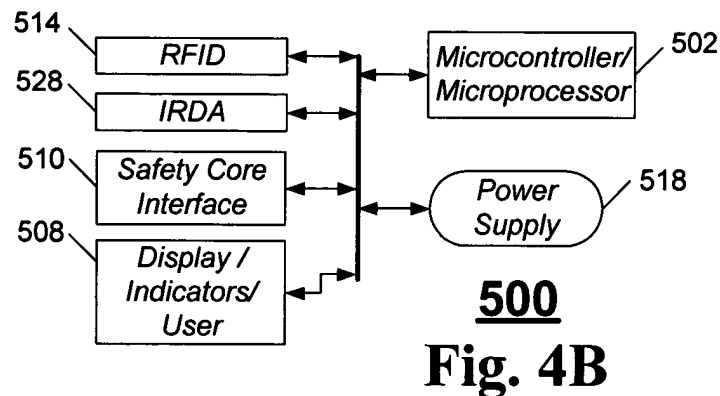 514
RFID
528
IRDA
510
Safety Core
Interface
508
Display /
Indicators/
User
Microcontroller/
Microprocessor
502
Power
Supply
518
500
Fig. 4B